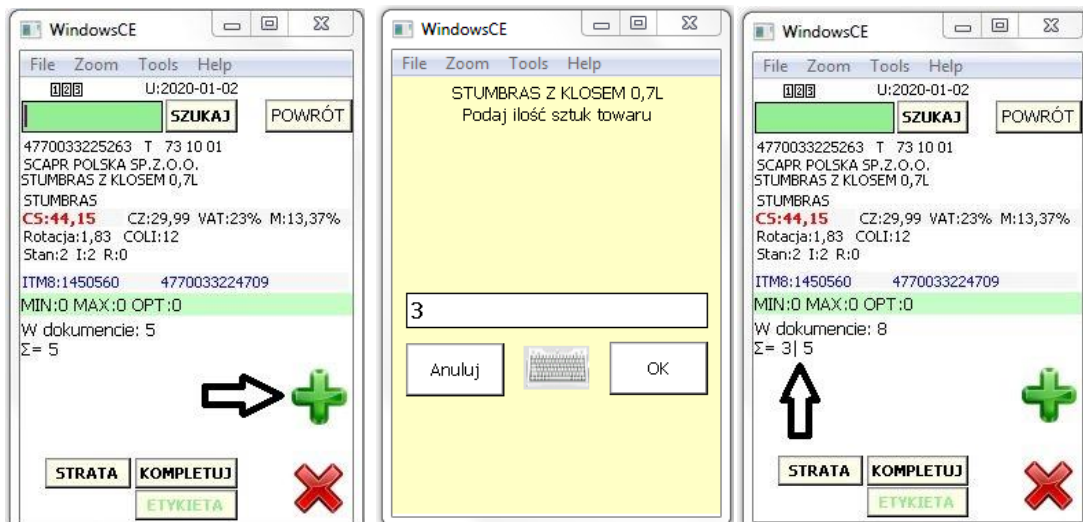 WindowsCE
File Zoom Tools Help
123 U:2020-01-02
SZUKAJ POWRÓT
4770033225263 T 73 10 01
SCAPR POLSKA SP.Z.O.O.
STUMBRAS Z KLOSEM 0,7L
STUMBRAS
CS:44,15 CZ:29,99 VAT:23% M:13,37%
Rotacja:1,83 COLI:12
Stan:2 I:2 R:0
ITM8:1450560 4770033224709
MIN:0 MAX:0 OPT:0
W dokumencie: 5
Σ= 5
STRATA KOMPLETUJ
ETYKIETA
WindowsCE
File Zoom Tools Help
STUMBRAS Z KLOSEM 0,7L
Podaj ilość sztuk towaru
3
Anuluj OK
WindowsCE
File Zoom Tools Help
123 U:2020-01-02
SZUKAJ POWRÓT
4770033225263 T 73 10 01
SCAPR POLSKA SP.Z.O.O.
STUMBRAS Z KLOSEM 0,7L
STUMBRAS
CS:44,15 CZ:29,99 VAT:23% M:13,37%
Rotacja:1,83 COLI:12
Stan:2 I:2 R:0
ITM8:1450560 4770033224709
MIN:0 MAX:0 OPT:0
W dokumencie: 8
Σ= 3| 5
STRATA KOMPLETUJ
ETYKIETA